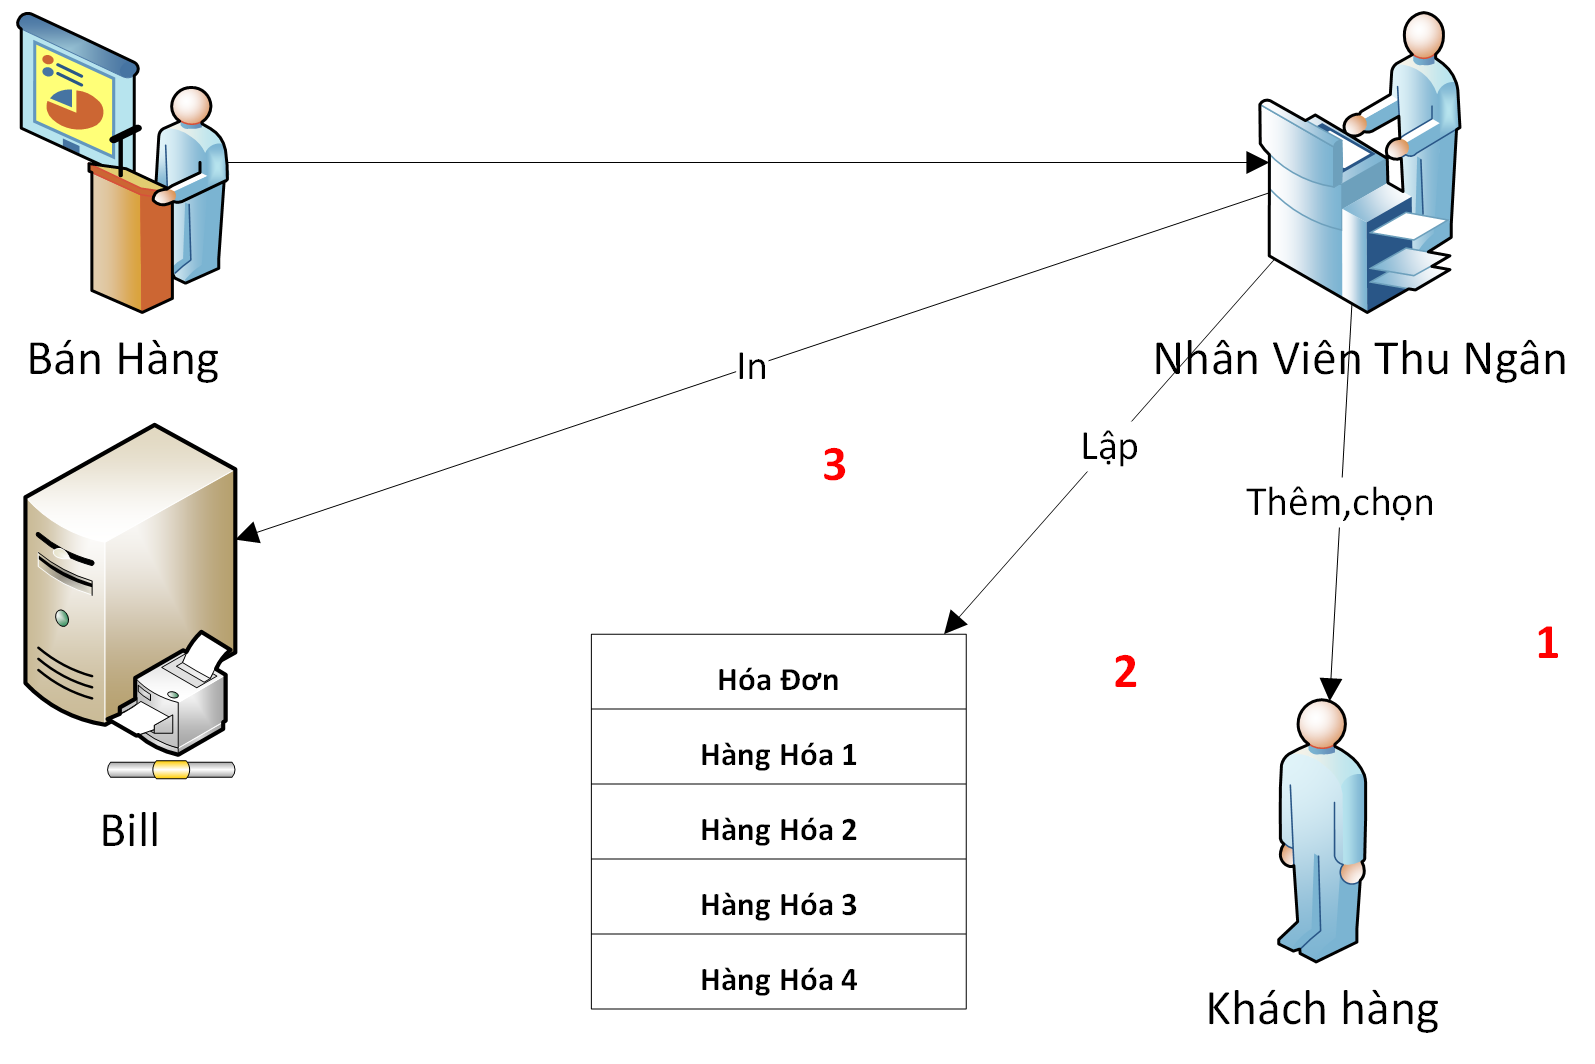 Bán Hàng
Nhân Viên Thu Ngân
In
Lập
3
Thêm,chọn
1
2
Hóa Đơn
Hàng Hóa 1
Hàng Hóa 2
Hàng Hóa 3
Hàng Hóa 4
Bill
Khách hàng